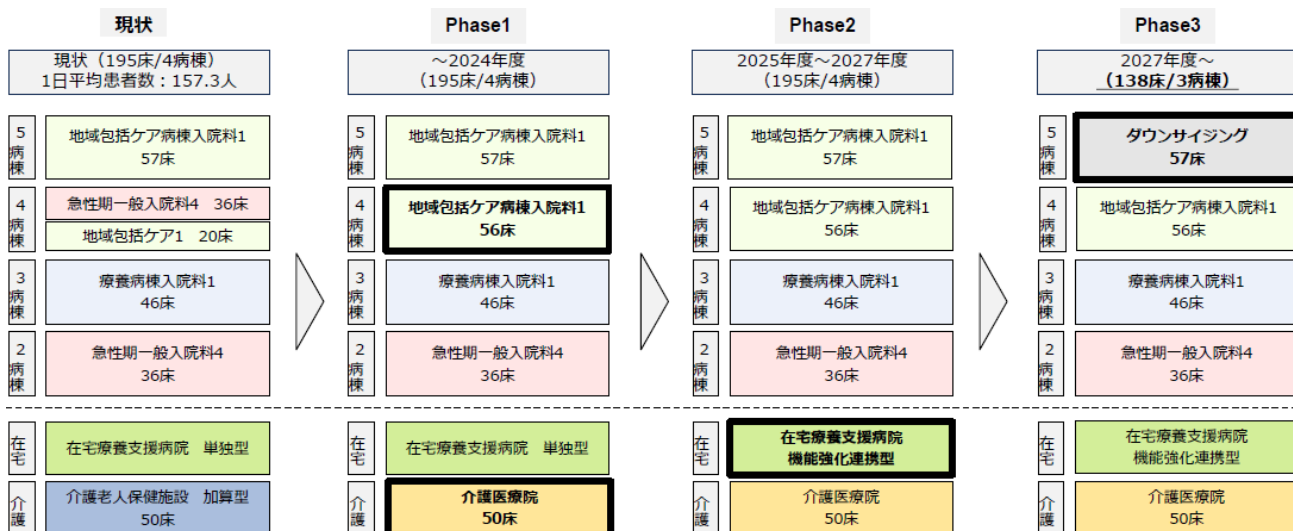 現状
Phase1
Phase2
Phase3
現状（195床/4病棟）
1日平均患者数：157.3人
～2024年度
（195床/4病棟）
2025年度～2027年度
（195床/4病棟）
2027年度～
（138床/3病棟）
5病棟
地域包括ケア病棟入院料1
57床
5病棟
地域包括ケア病棟入院料1
57床
5病棟
地域包括ケア病棟入院料1
57床
5病棟
ダウンサイジング
57床
4病棟
急性期一般入院料4　36床
地域包括ケア1　20床
4病棟
地域包括ケア病棟入院料1
56床
4病棟
地域包括ケア病棟入院料1
56床
4病棟
地域包括ケア病棟入院料1
56床
3病棟
療養病棟入院料1
46床
3病棟
療養病棟入院料1
46床
3病棟
療養病棟入院料1
46床
3病棟
療養病棟入院料1
46床
2病棟
急性期一般入院料4
36床
2病棟
急性期一般入院料4
36床
2病棟
急性期一般入院料4
36床
2病棟
急性期一般入院料4
36床
在宅
在宅療養支援病院　単独型
在宅
在宅療養支援病院　単独型
在宅
在宅療養支援病院
機能強化連携型
在宅
在宅療養支援病院
機能強化連携型
介護
介護老人保健施設　加算型
50床
介護
介護医療院
50床
介護
介護医療院
50床
介護
介護医療院
50床